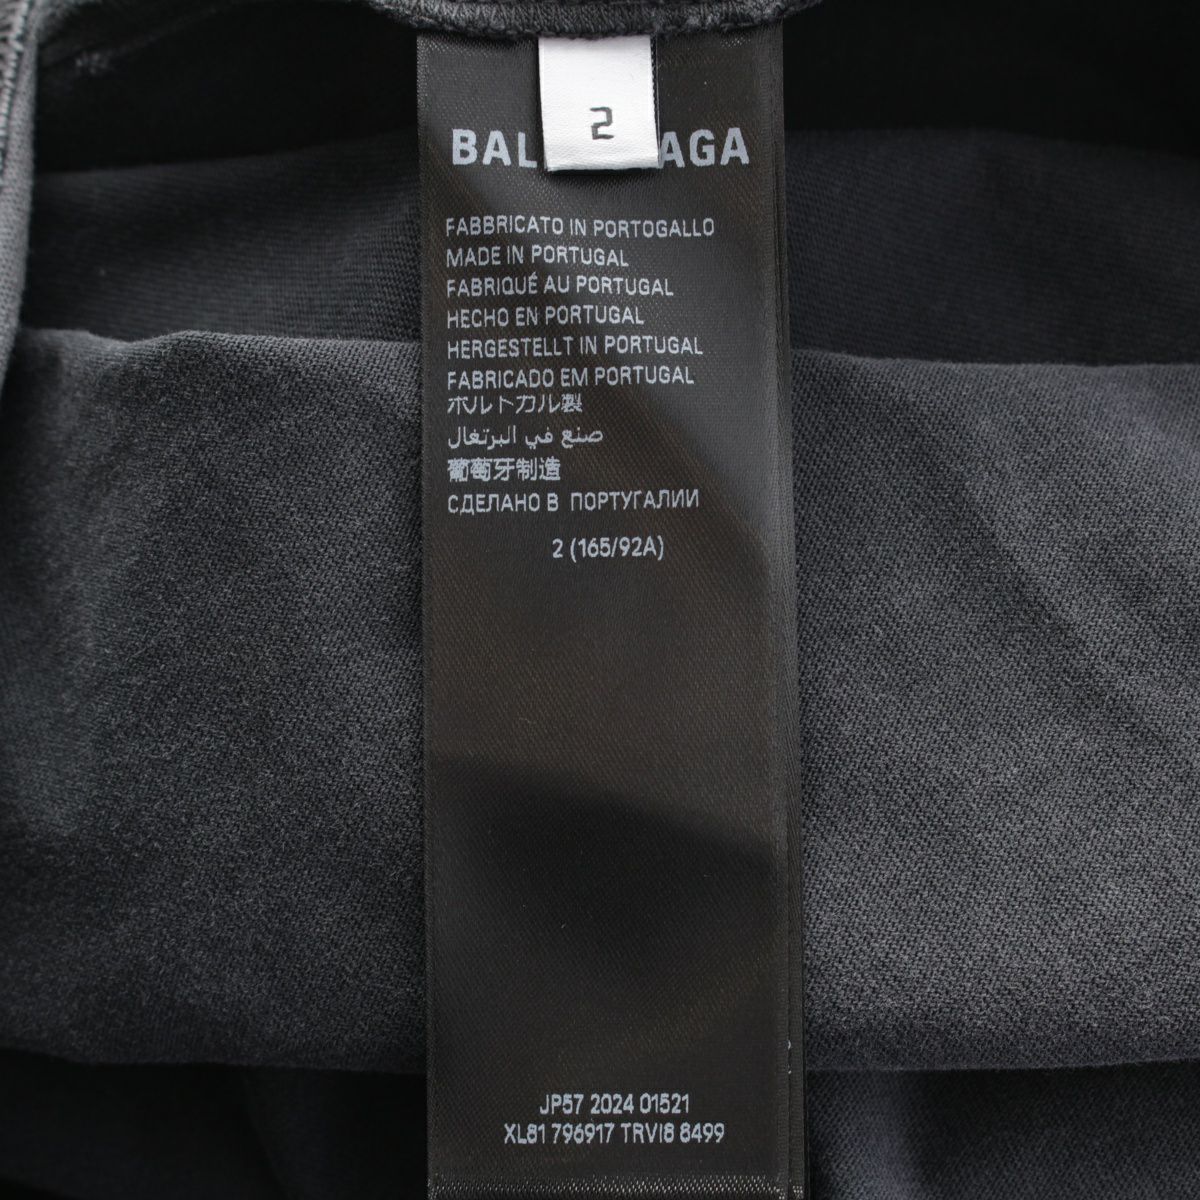 2
BAL AGA
FABBRICATO IN PORTOGALLO
MADE IN PORTUGAL
FABRIQUÉ AU PORTUGAL
HECHO EN PORTUGAL
HERGESTELLT IN PORTUGAL
FABRICADO EM PORTUGAL
ポルトガル製
صنع في البرتغال
葡萄牙制造
СДЕЛАНО В ПОРТУГАЛИИ
2 (165/92A)
JP57 2024 01521
XL81 796917 TRVI8 8499